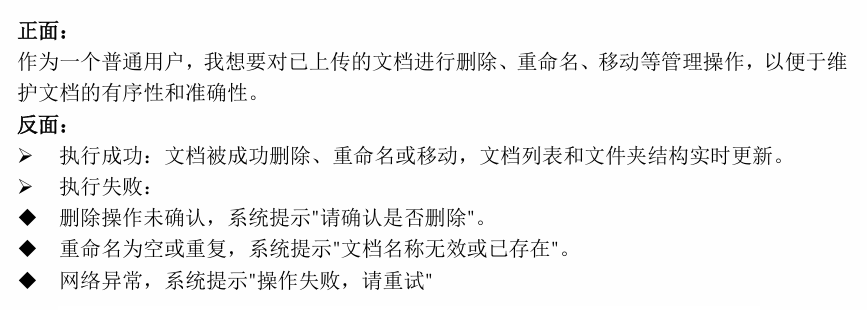 正面：
作为一个普通用户，我想要对已上传的文档进行删除、重命名、移动等管理操作，以便于维
护文档的有序性和准确性。
反面：
➢ 执行成功：文档被成功删除、重命名或移动，文档列表和文件夹结构实时更新。
➢ 执行失败：
◆ 删除操作未确认，系统提示"请确认是否删除"。
◆ 重命名为空或重复，系统提示"文档名称无效或已存在"。
◆ 网络异常，系统提示"操作失败，请重试"